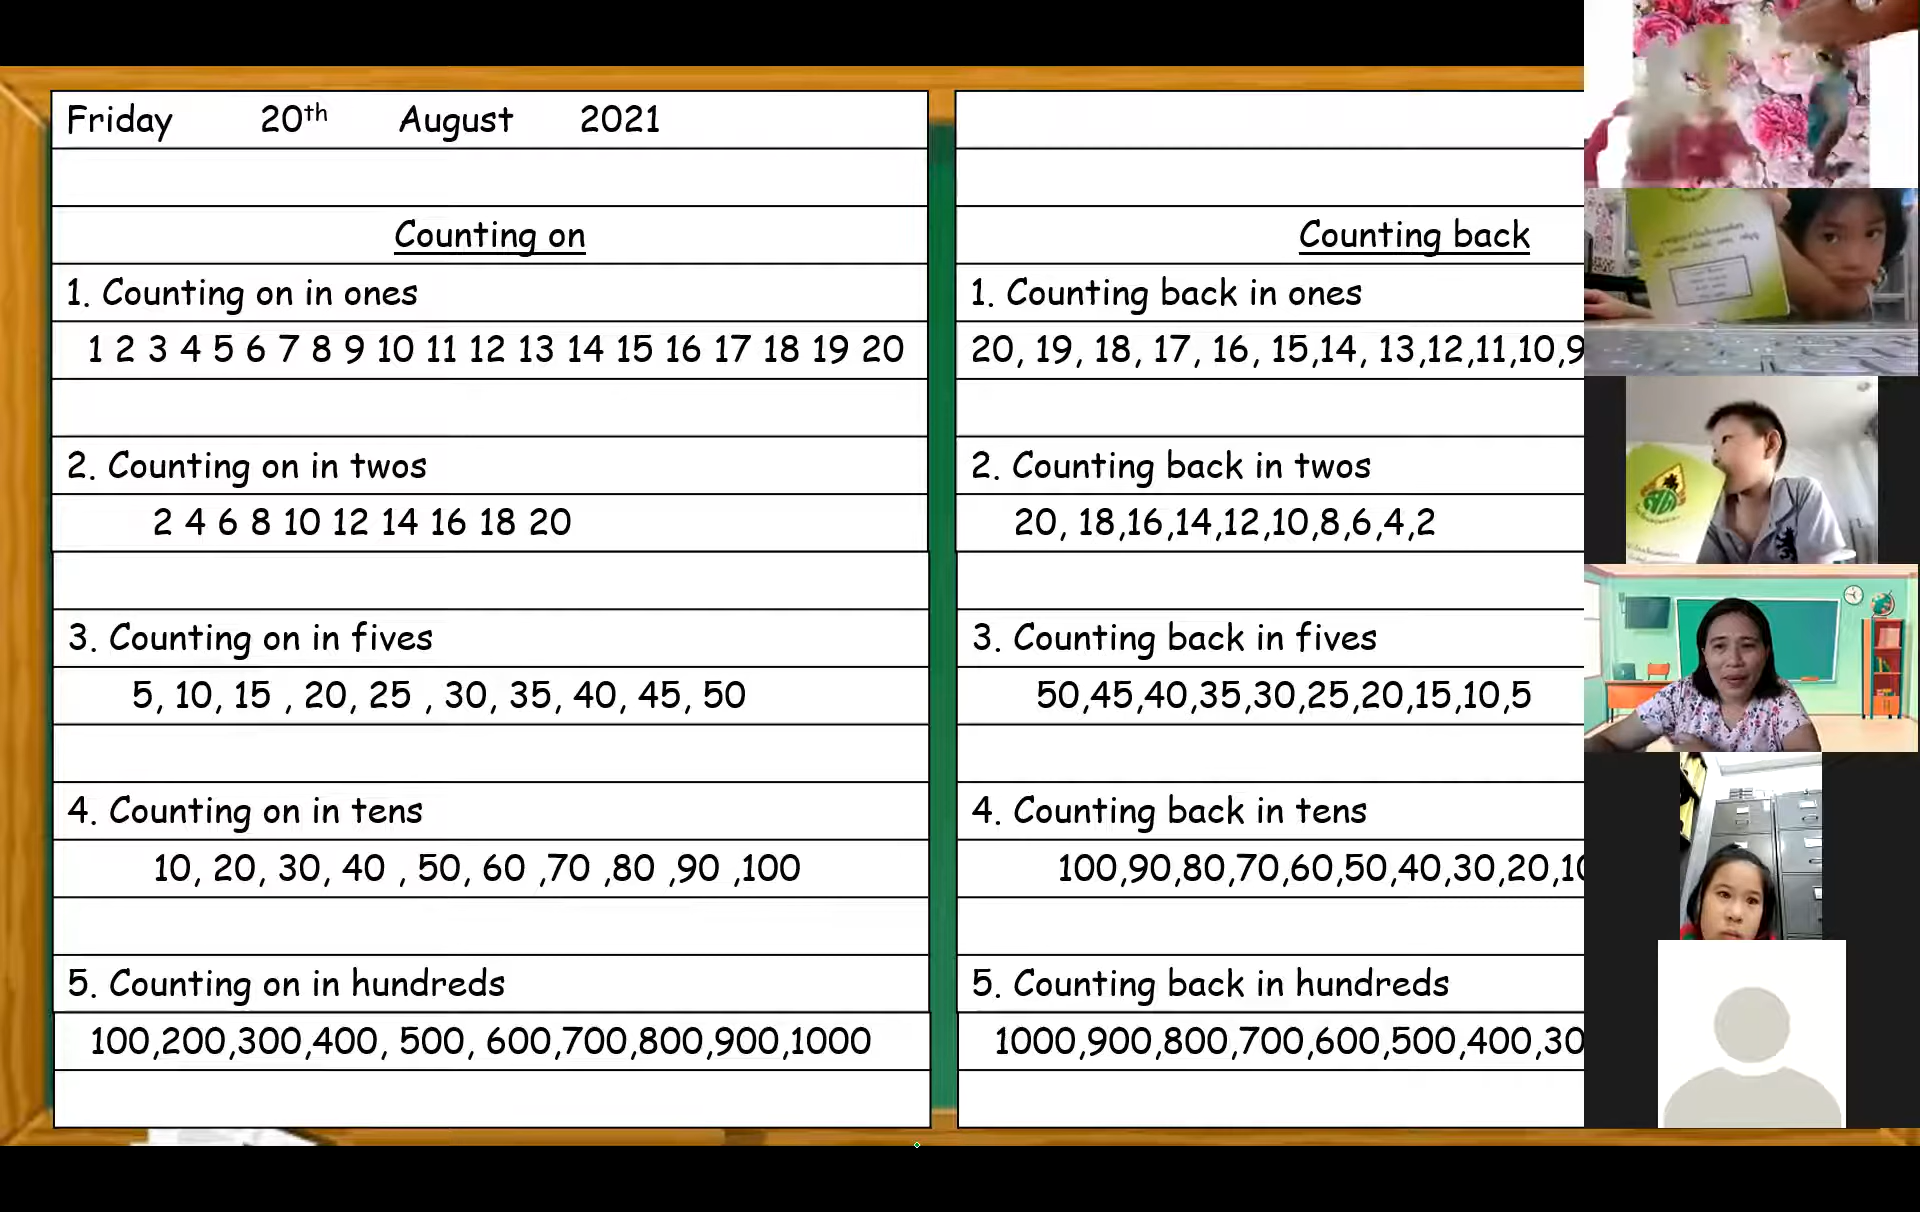 Friday 20th August 2021
Counting on
1. Counting on in ones
1 2 3 4 5 6 7 8 9 10 11 12 13 14 15 16 17 18 19 20
2. Counting on in twos
2 4 6 8 10 12 14 16 18 20
3. Counting on in fives
5, 10, 15 , 20, 25 , 30, 35, 40, 45, 50
4. Counting on in tens
10, 20, 30, 40 , 50, 60 ,70 ,80 ,90 ,100
5. Counting on in hundreds
100,200,300,400, 500, 600,700,800,900,1000
Counting back
1. Counting back in ones
20, 19, 18, 17, 16, 15,14, 13,12,11,10,9
2. Counting back in twos
20, 18,16,14,12,10,8,6,4,2
3. Counting back in fives
50,45,40,35,30,25,20,15,10,5
4. Counting back in tens
100,90,80,70,60,50,40,30,20,10
5. Counting back in hundreds
1000,900,800,700,600,500,400,30